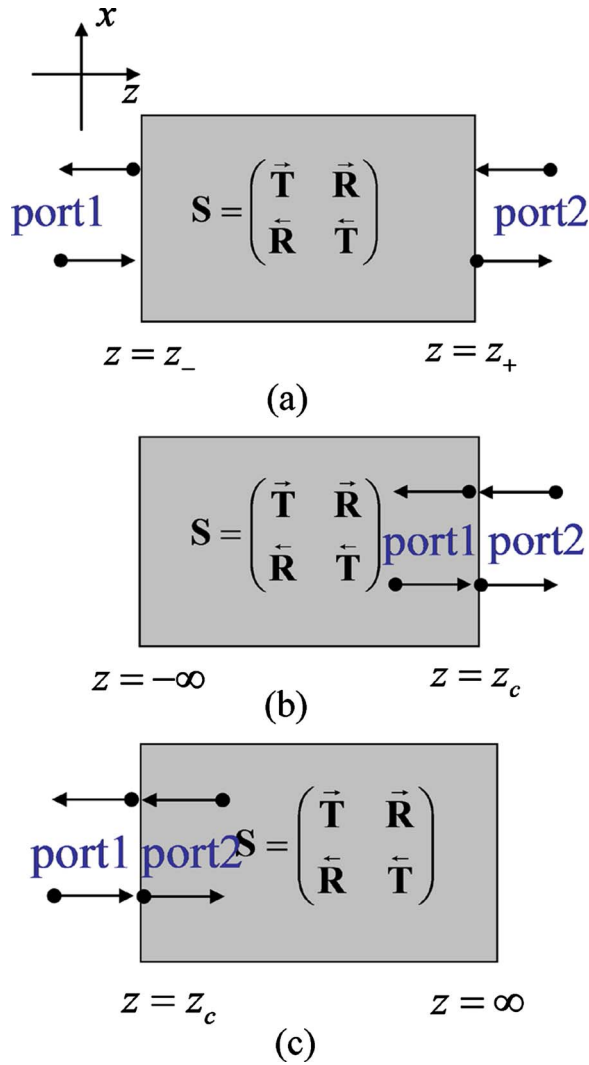 x
z
S = ( T⃗ R⃗
R⃖ T⃖ )
port1 port2
z = z₋ z = z₊
(a)
S = ( T⃗ R⃗
R⃖ T⃖ )
port1 port2
z = −∞ z = z_c
(b)
S = ( T⃗ R⃗
R⃖ T⃖ )
port1 port2
z = z_c z = ∞
(c)